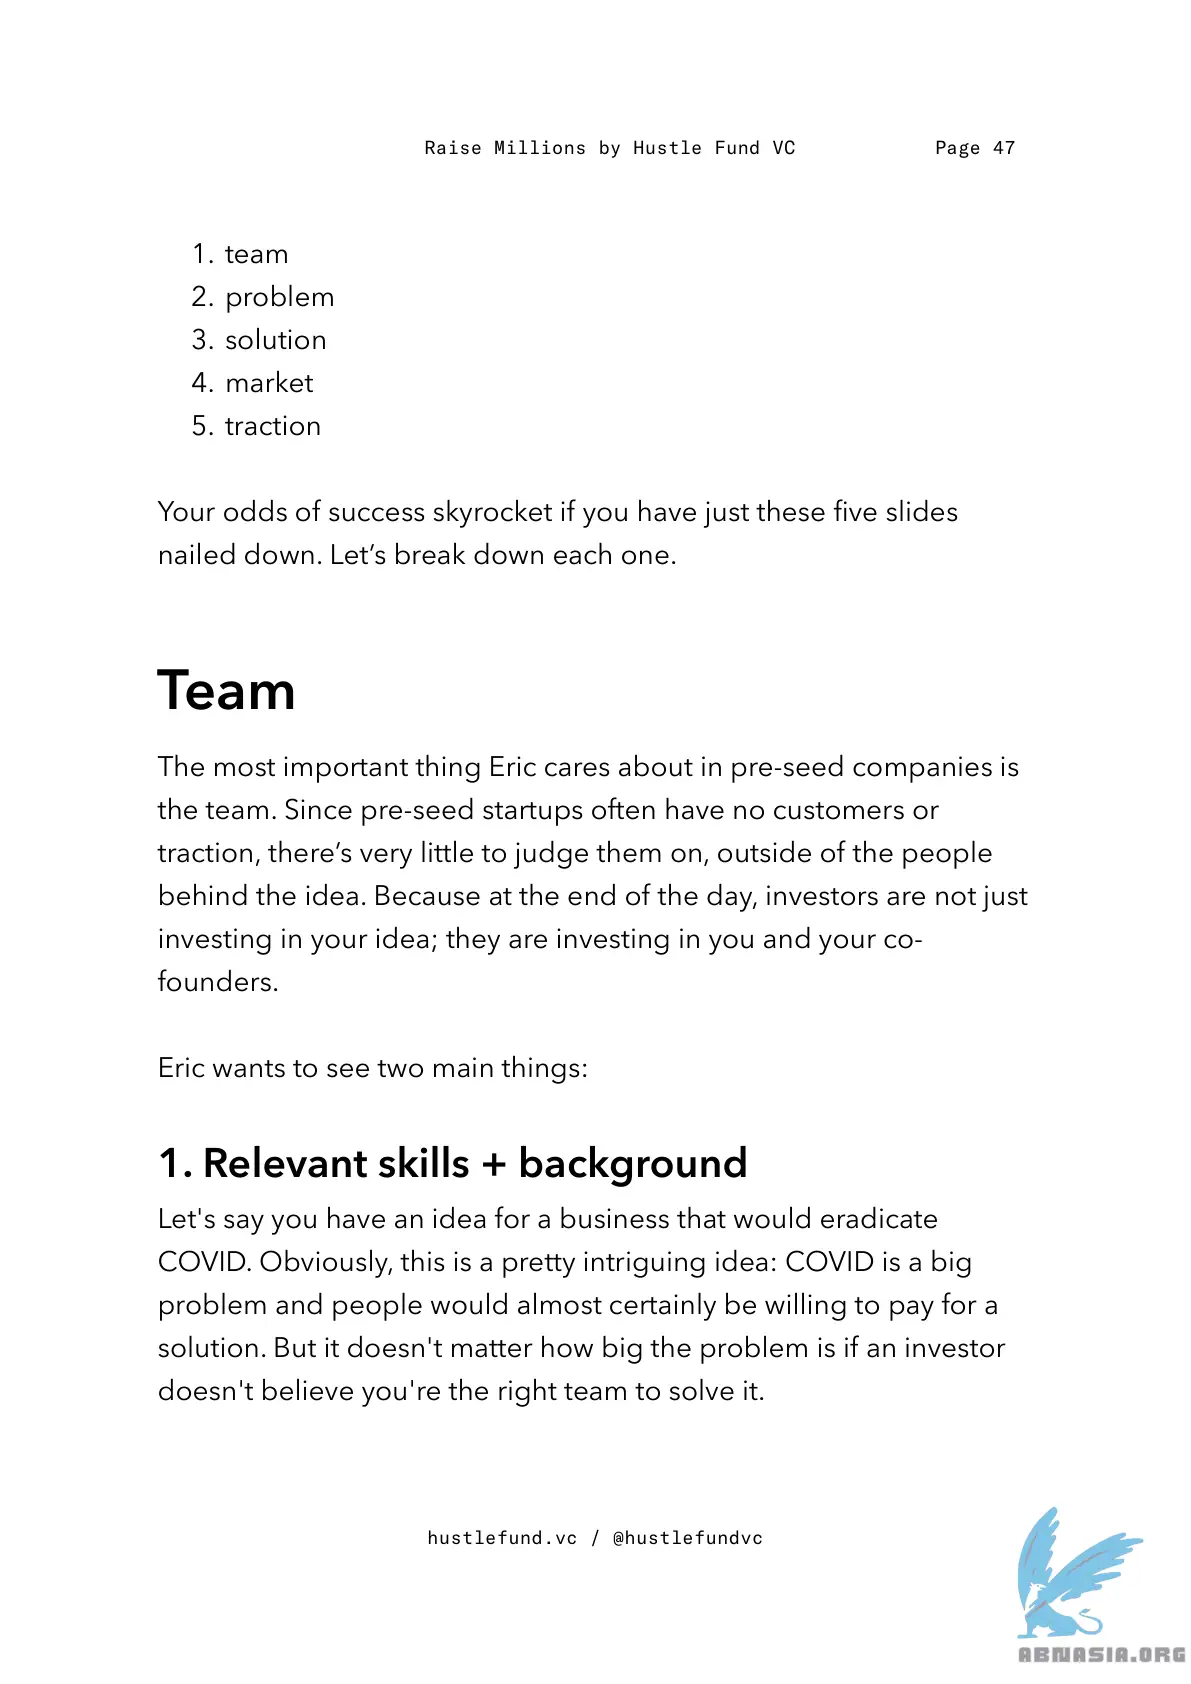 Raise Millions by Hustle Fund VC Page 47
1. team
2. problem
3. solution
4. market
5. traction
Your odds of success skyrocket if you have just these five slides
nailed down. Let’s break down each one.
Team
The most important thing Eric cares about in pre-seed companies is
the team. Since pre-seed startups often have no customers or
traction, there’s very little to judge them on, outside of the people
behind the idea. Because at the end of the day, investors are not just
investing in your idea; they are investing in you and your co-
founders.
Eric wants to see two main things:
1. Relevant skills + background
Let's say you have an idea for a business that would eradicate
COVID. Obviously, this is a pretty intriguing idea: COVID is a big
problem and people would almost certainly be willing to pay for a
solution. But it doesn't matter how big the problem is if an investor
doesn't believe you're the right team to solve it.
hustlefund.vc / @hustlefundvc
ABNASIA.ORG